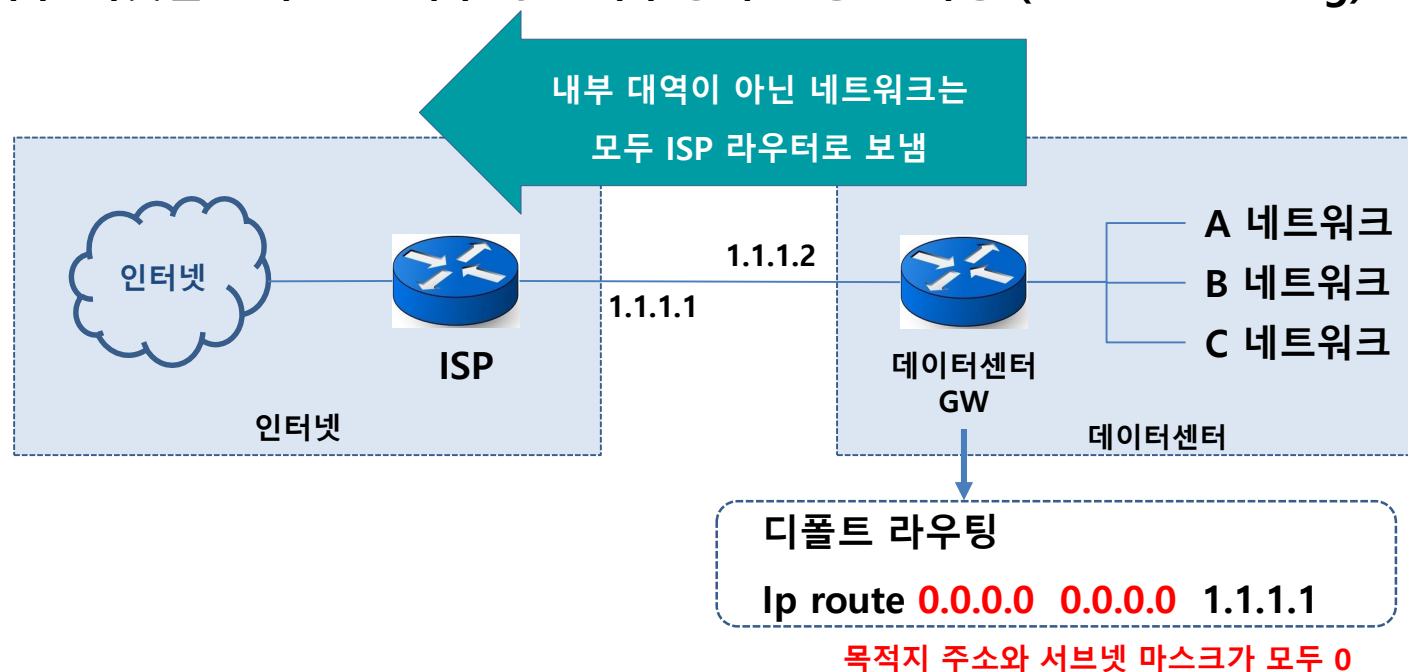 내부 대역이 아닌 네트워크는
모두 ISP 라우터로 보냄
인터넷
ISP
인터넷
1.1.1.1
1.1.1.2
데이터센터
GW
A 네트워크
B 네트워크
C 네트워크
데이터센터
디폴트 라우팅
Ip route 0.0.0.0 0.0.0.0 1.1.1.1
목적지 주소와 서브넷 마스크가 모두 0